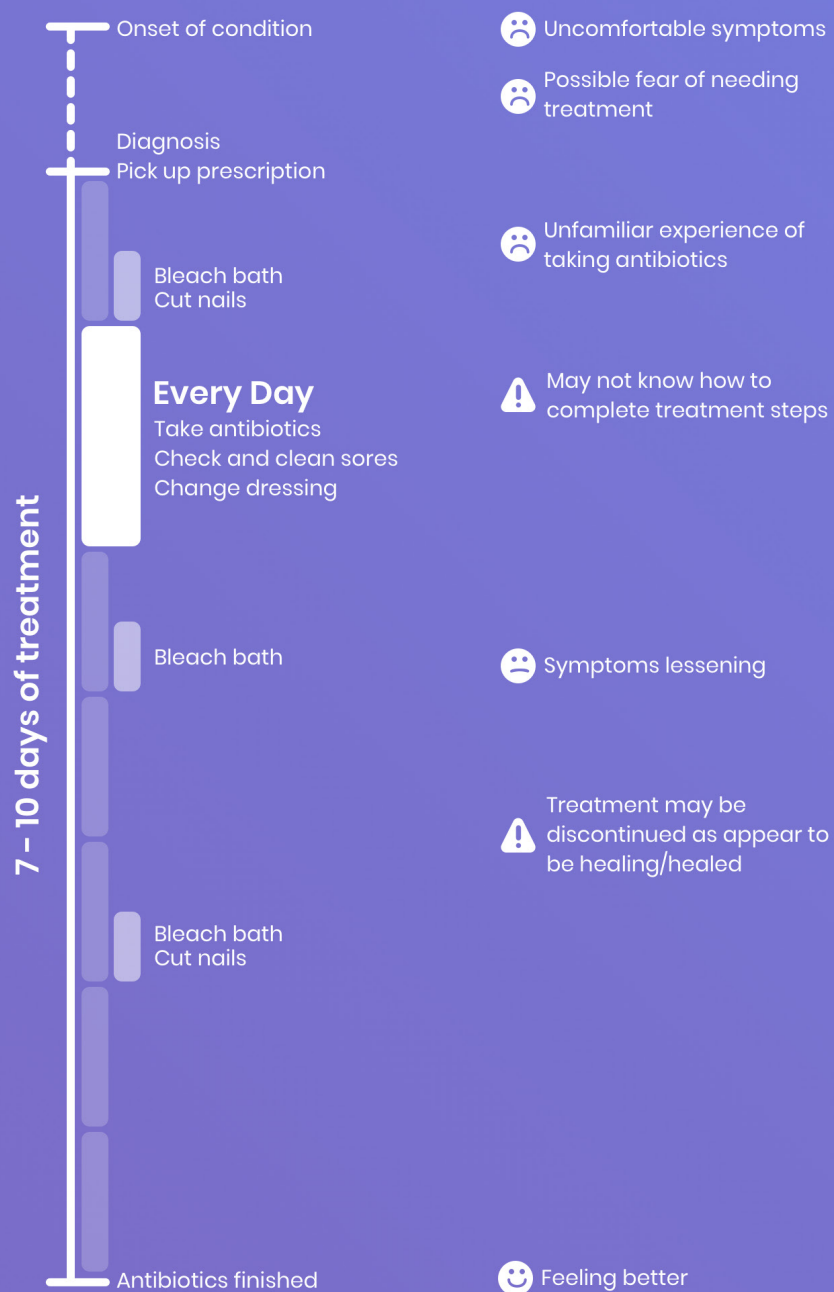 Onset of condition
Uncomfortable symptoms
Possible fear of needing
treatment
Diagnosis
Pick up prescription
Unfamiliar experience of
taking antibiotics
Bleach bath
Cut nails
Every Day
Take antibiotics
Check and clean sores
Change dressing
May not know how to
complete treatment steps
7 – 10 days of treatment
Bleach bath
Symptoms lessening
Treatment may be
discontinued as appear to
be healing/healed
Bleach bath
Cut nails
Antibiotics finished
Feeling better